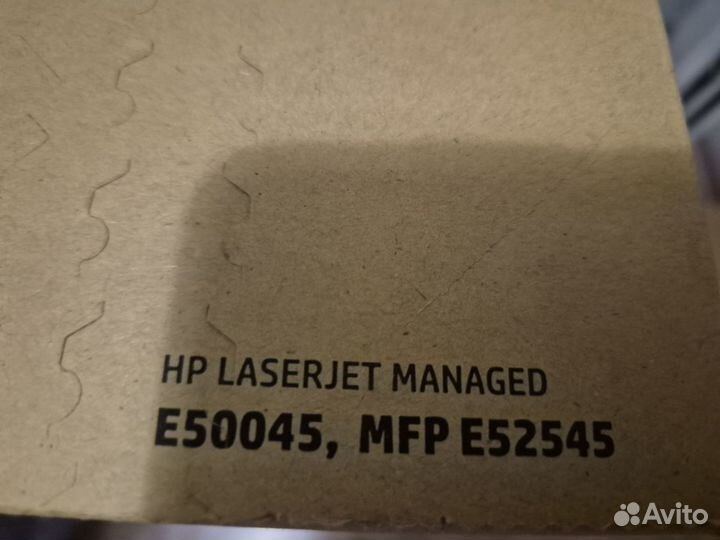 HP LASERJET MANAGED
E50045, MFP E52545
Avito